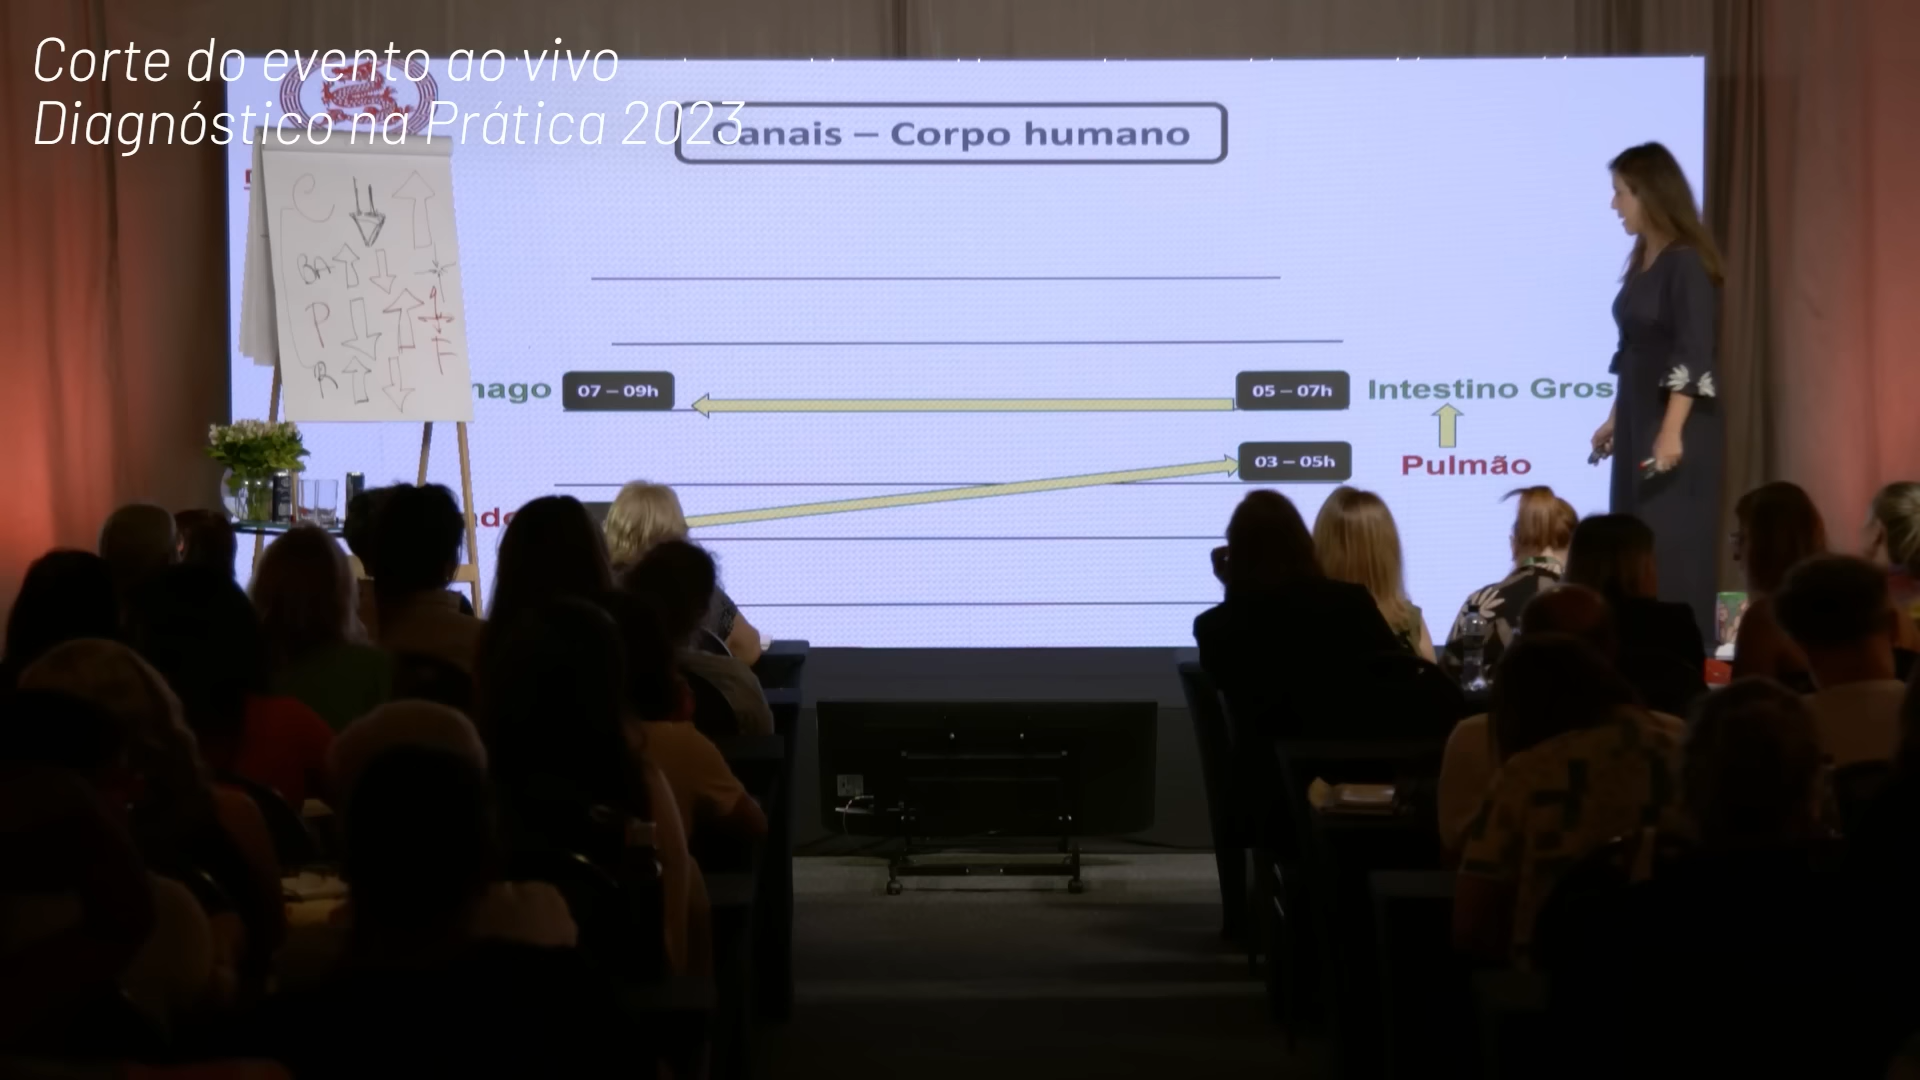 Corte do evento ao vivo
Diagnóstico na Prática 2023
Canais – Corpo humano
C
BA
P
F
R
mago
07 – 09h
05 – 07h
Intestino Gros
03 – 05h
Pulmão